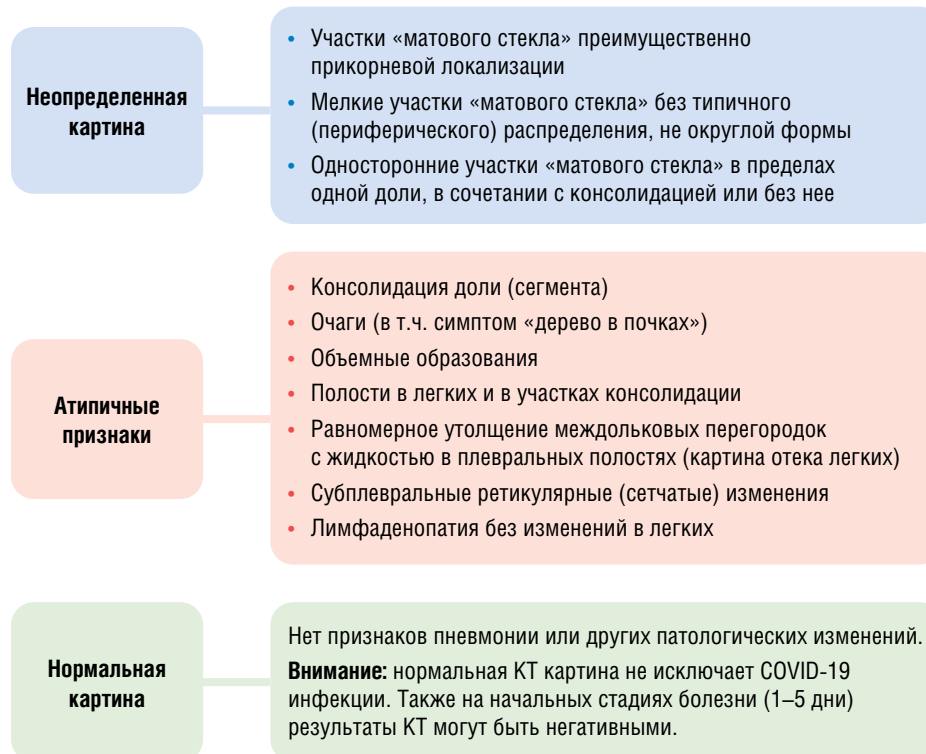 Неопределенная
картина
• Участки «матового стекла» преимущественно
прикорневой локализации
• Мелкие участки «матового стекла» без типичного
(периферического) распределения, не округлой формы
• Односторонние участки «матового стекла» в пределах
одной доли, в сочетании с консолидацией или без нее
Атипичные
признаки
• Консолидация доли (сегмента)
• Очаги (в т.ч. симптом «дерево в почках»)
• Объемные образования
• Полости в легких и в участках консолидации
• Равномерное утолщение междольковых перегородок
с жидкостью в плевральных полостях (картина отека легких)
• Субплевральные ретикулярные (сетчатые) изменения
• Лимфаденопатия без изменений в легких
Нормальная
картина
Нет признаков пневмонии или других патологических изменений.
Внимание: нормальная КТ картина не исключает COVID-19
инфекции. Также на начальных стадиях болезни (1–5 дни)
результаты КТ могут быть негативными.